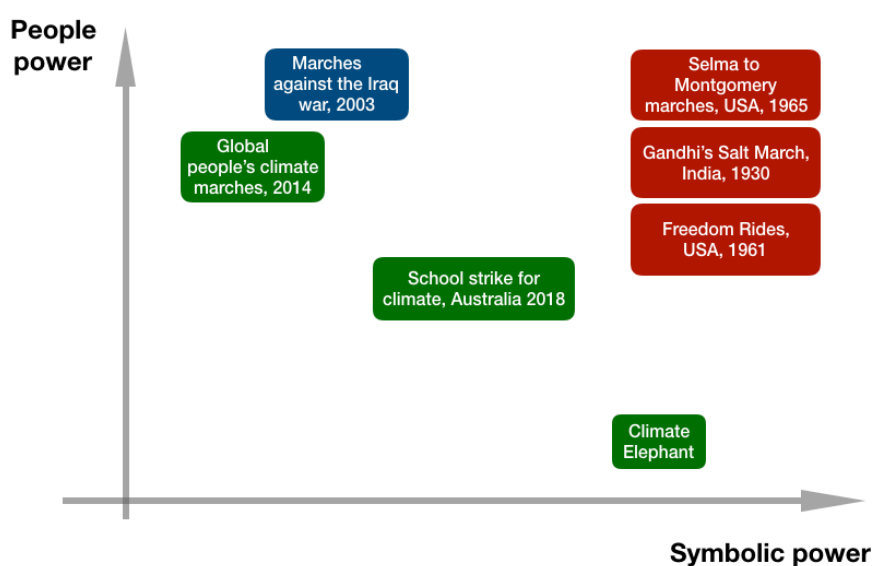 People
power
Marches
against the Iraq
war, 2003
Selma to
Montgomery
marches, USA, 1965
Global
people's climate
marches, 2014
Gandhi's Salt March,
India, 1930
Freedom Rides,
USA, 1961
School strike for
climate, Australia 2018
Climate
Elephant
Symbolic power